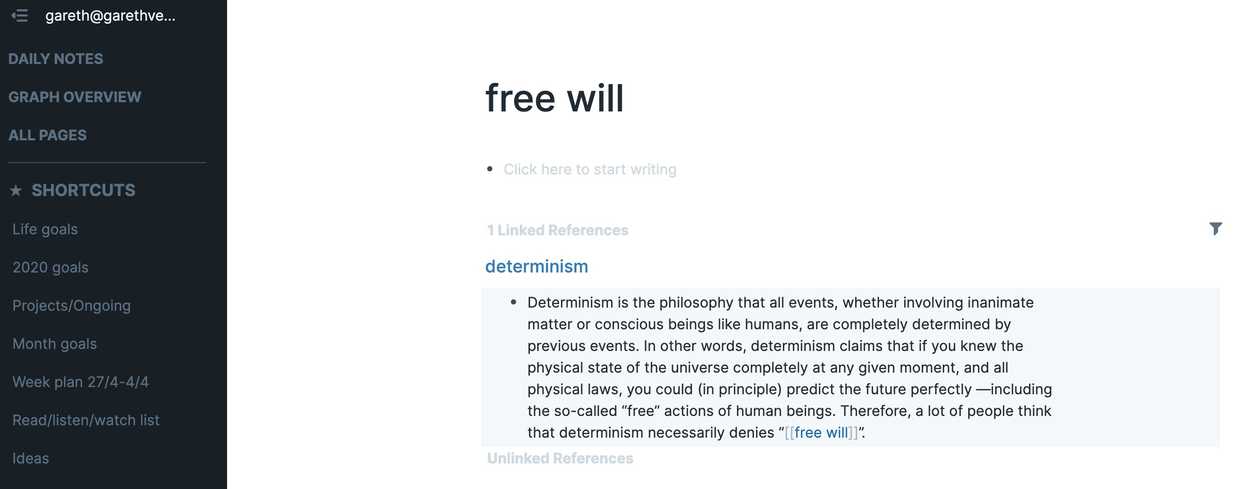 gareth@garethve...
DAILY NOTES
GRAPH OVERVIEW
ALL PAGES
★ SHORTCUTS
Life goals
2020 goals
Projects/Ongoing
Month goals
Week plan 27/4-4/4
Read/listen/watch list
Ideas
free will
• Click here to start writing
1 Linked References
determinism
• Determinism is the philosophy that all events, whether involving inanimate
matter or conscious beings like humans, are completely determined by
previous events. In other words, determinism claims that if you knew the
physical state of the universe completely at any given moment, and all
physical laws, you could (in principle) predict the future perfectly —including
the so-called “free” actions of human beings. Therefore, a lot of people think
that determinism necessarily denies “[[free will]]”.
Unlinked References